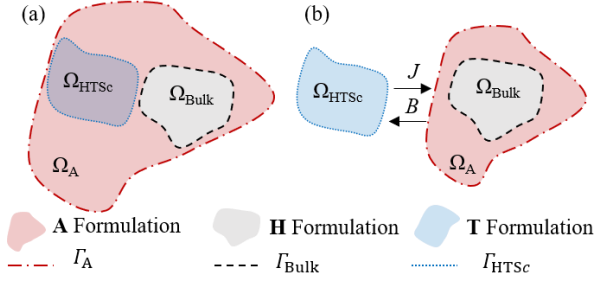 (a)
Ω_HTSc
Ω_Bulk
Ω_A
(b)
Ω_HTSc
J
B
Ω_Bulk
Ω_A
A Formulation H Formulation T Formulation
Γ_A Γ_Bulk Γ_HTSc